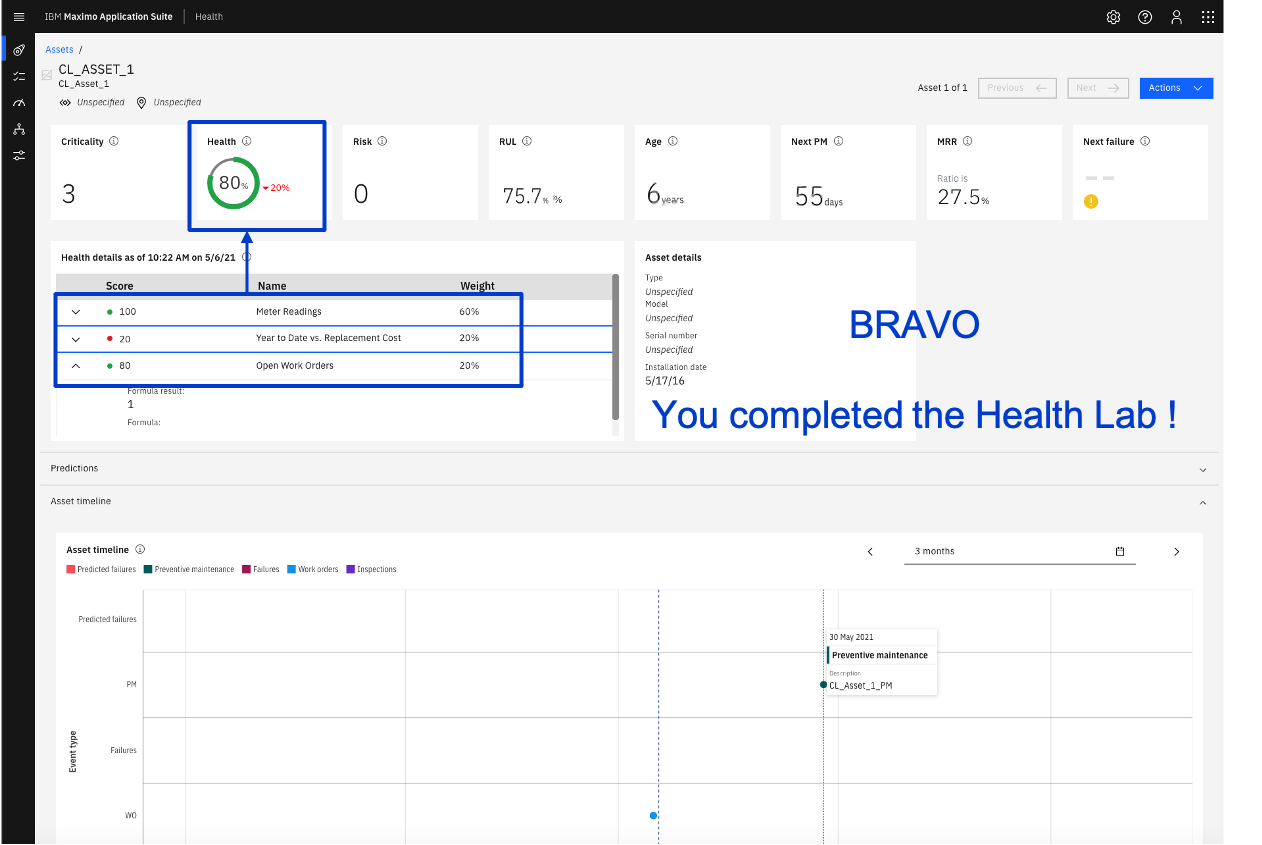 IBM Maximo Application Suite Health
Assets /
CL_ASSET_1
CL_Asset_1
Unspecified Unspecified
Asset 1 of 1 Previous Next Actions
Criticality Health Risk RUL Age Next PM MRR Next failure
3 80% 20% 0 75.7% % 6years 55days Ratio is 27.5% -- --
Health details as of 10:22 AM on 5/6/21
Score Name Weight
100 Meter Readings 60%
20 Year to Date vs. Replacement Cost 20%
80 Open Work Orders 20%
Formula result:
1
Formula:
Asset details
Type
Unspecified
Model
Unspecified
Serial number
Unspecified
Installation date
5/17/16
BRAVO
You completed the Health Lab !
Predictions
Asset timeline
Asset timeline
3 months
Predicted failures Preventive maintenance Failures Work orders Inspections
Predicted failures
PM
Failures
WO
Event type
30 May 2021
Preventive maintenance
Description
CL_Asset_1_PM